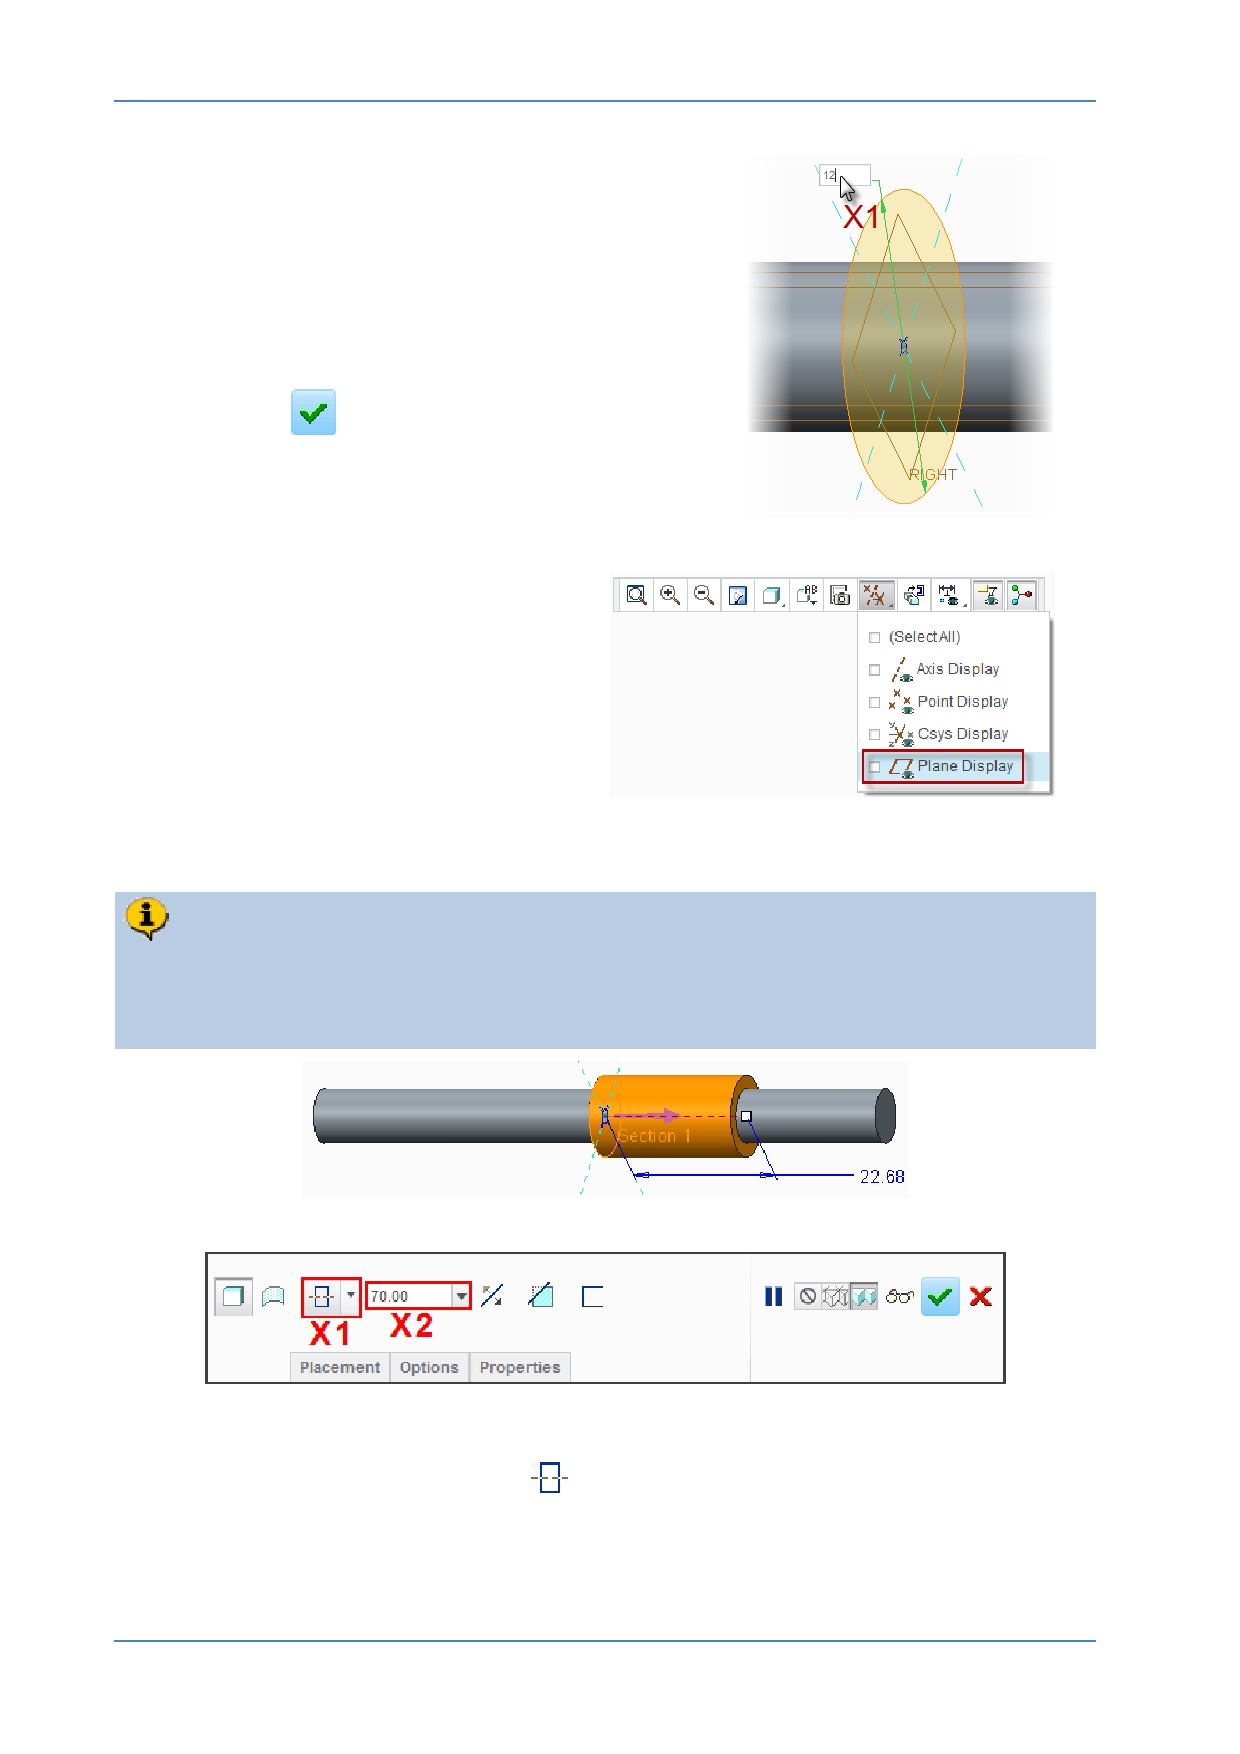 12
X1
RIGHT
AB
(Select All)
Axis Display
Point Display
Csys Display
Plane Display
Section 1
22.68
70.00
X1
X2
Placement
Options
Properties